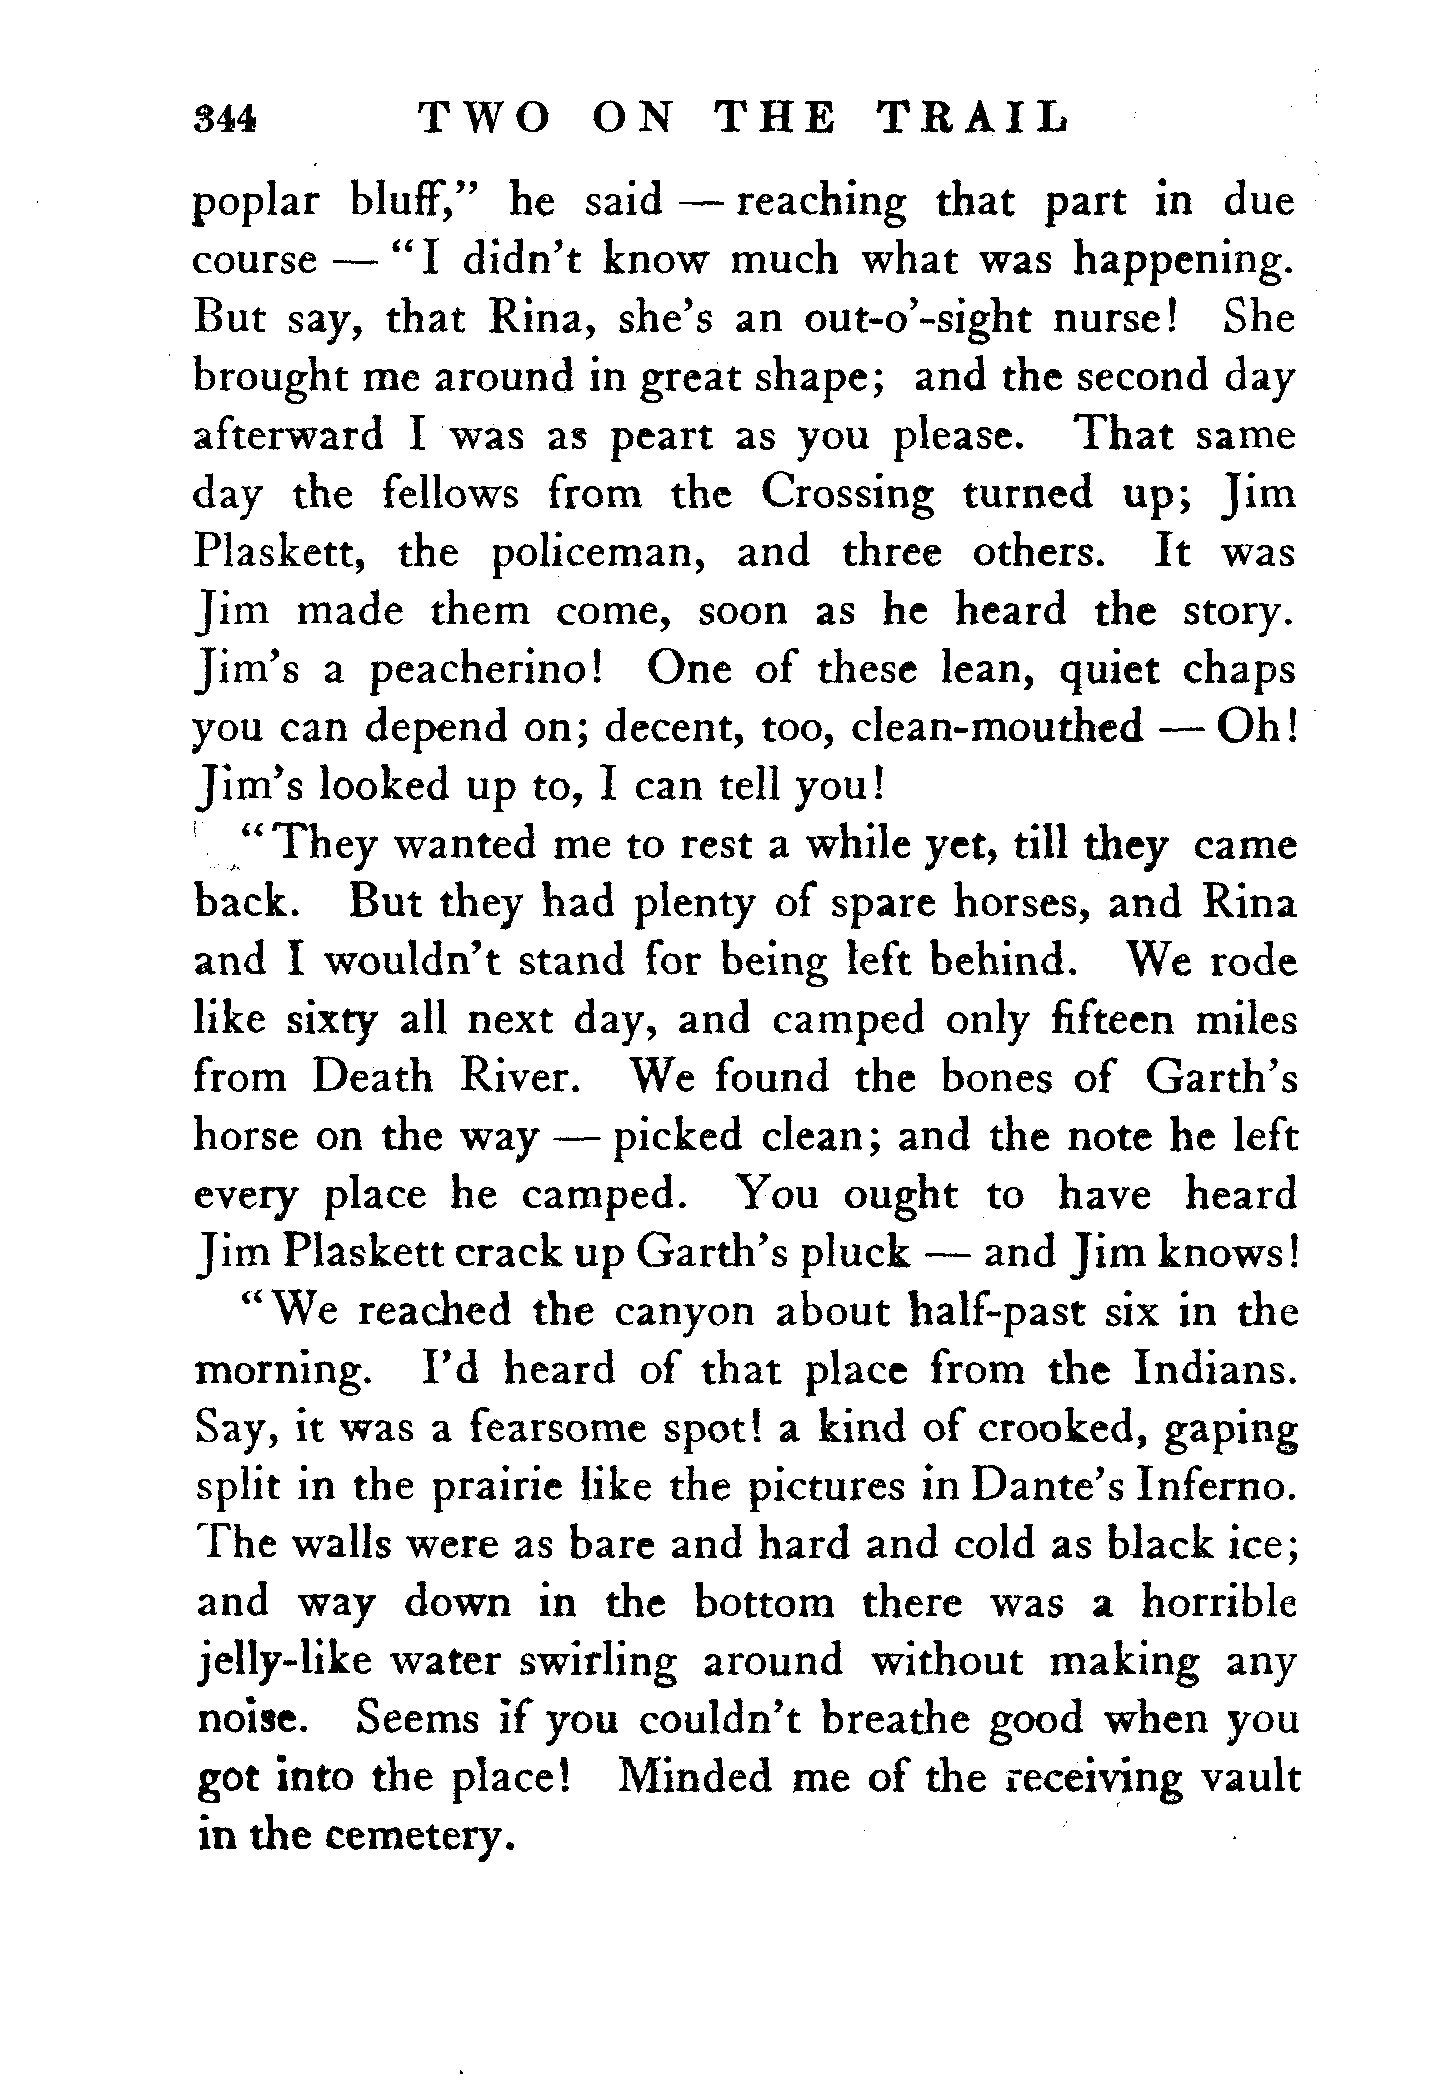 344 TWO ON THE TRAIL
poplar bluff,” he said — reaching that part in due
course — “I didn’t know much what was happening.
But say, that Rina, she’s an out-o’-sight nurse! She
brought me around in great shape; and the second day
afterward I was as peart as you please. That same
day the fellows from the Crossing turned up; Jim
Plaskett, the policeman, and three others. It was
Jim made them come, soon as he heard the story.
Jim’s a peacherino! One of these lean, quiet chaps
you can depend on; decent, too, clean-mouthed — Oh!
Jim’s looked up to, I can tell you!
“They wanted me to rest a while yet, till they came
back. But they had plenty of spare horses, and Rina
and I wouldn’t stand for being left behind. We rode
like sixty all next day, and camped only fifteen miles
from Death River. We found the bones of Garth’s
horse on the way — picked clean; and the note he left
every place he camped. You ought to have heard
Jim Plaskett crack up Garth’s pluck — and Jim knows!
“We reached the canyon about half-past six in the
morning. I’d heard of that place from the Indians.
Say, it was a fearsome spot! a kind of crooked, gaping
split in the prairie like the pictures in Dante’s Inferno.
The walls were as bare and hard and cold as black ice;
and way down in the bottom there was a horrible
jelly-like water swirling around without making any
noise. Seems if you couldn’t breathe good when you
got into the place! Minded me of the receiving vault
in the cemetery.